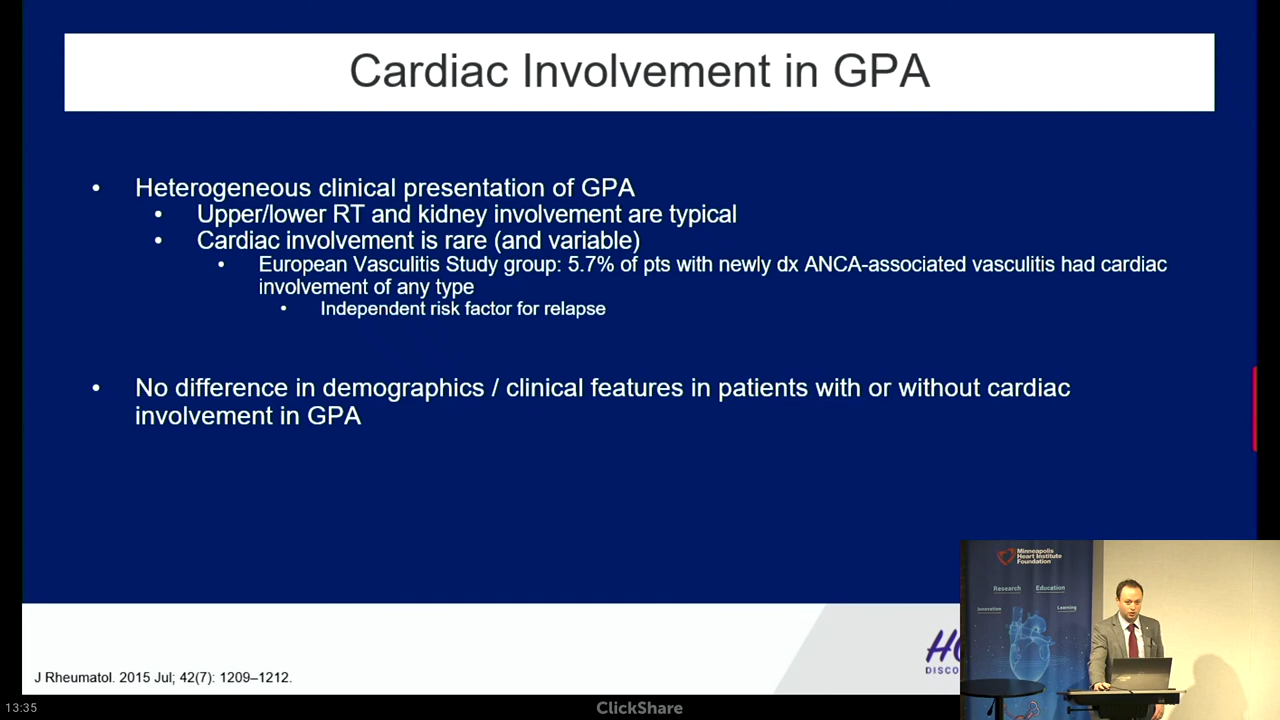 Cardiac Involvement in GPA
• Heterogeneous clinical presentation of GPA
• Upper/lower RT and kidney involvement are typical
• Cardiac involvement is rare (and variable)
• European Vasculitis Study group: 5.7% of pts with newly dx ANCA-associated vasculitis had cardiac
involvement of any type
• Independent risk factor for relapse
• No difference in demographics / clinical features in patients with or without cardiac
involvement in GPA
J Rheumatol. 2015 Jul; 42(7): 1209–1212.
Minneapolis
Heart Institute
Foundation
Research Education
Innovation Learning
13:35
ClickShare